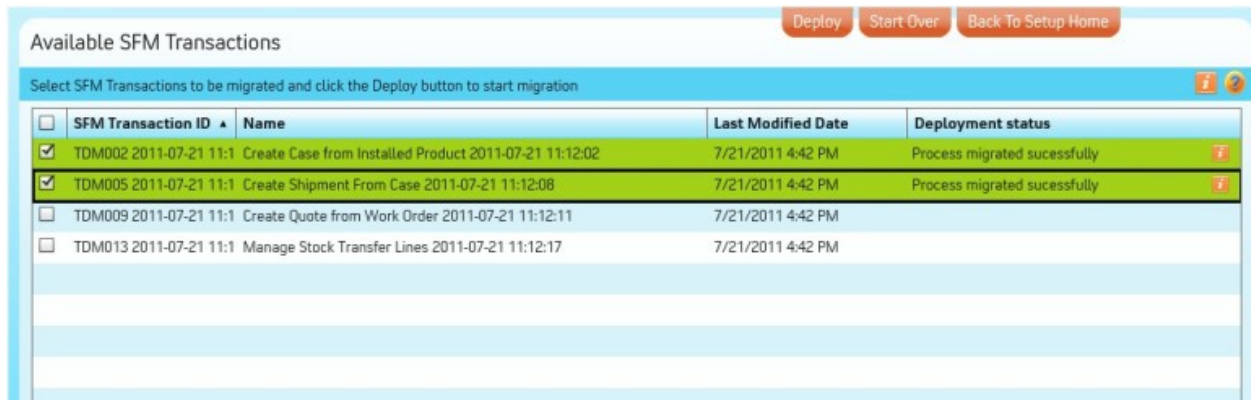 Deploy Start Over Back To Setup Home
Available SFM Transactions
Select SFM Transactions to be migrated and click the Deploy button to start migration
SFM Transaction ID Name Last Modified Date Deployment status
TDM002 2011-07-21 11:1 Create Case from Installed Product 2011-07-21 11:12:02 7/21/2011 4:42 PM Process migrated sucessfully
TDM005 2011-07-21 11:1 Create Shipment From Case 2011-07-21 11:12:08 7/21/2011 4:42 PM Process migrated sucessfully
TDM009 2011-07-21 11:1 Create Quote from Work Order 2011-07-21 11:12:11 7/21/2011 4:42 PM
TDM013 2011-07-21 11:1 Manage Stock Transfer Lines 2011-07-21 11:12:17 7/21/2011 4:42 PM